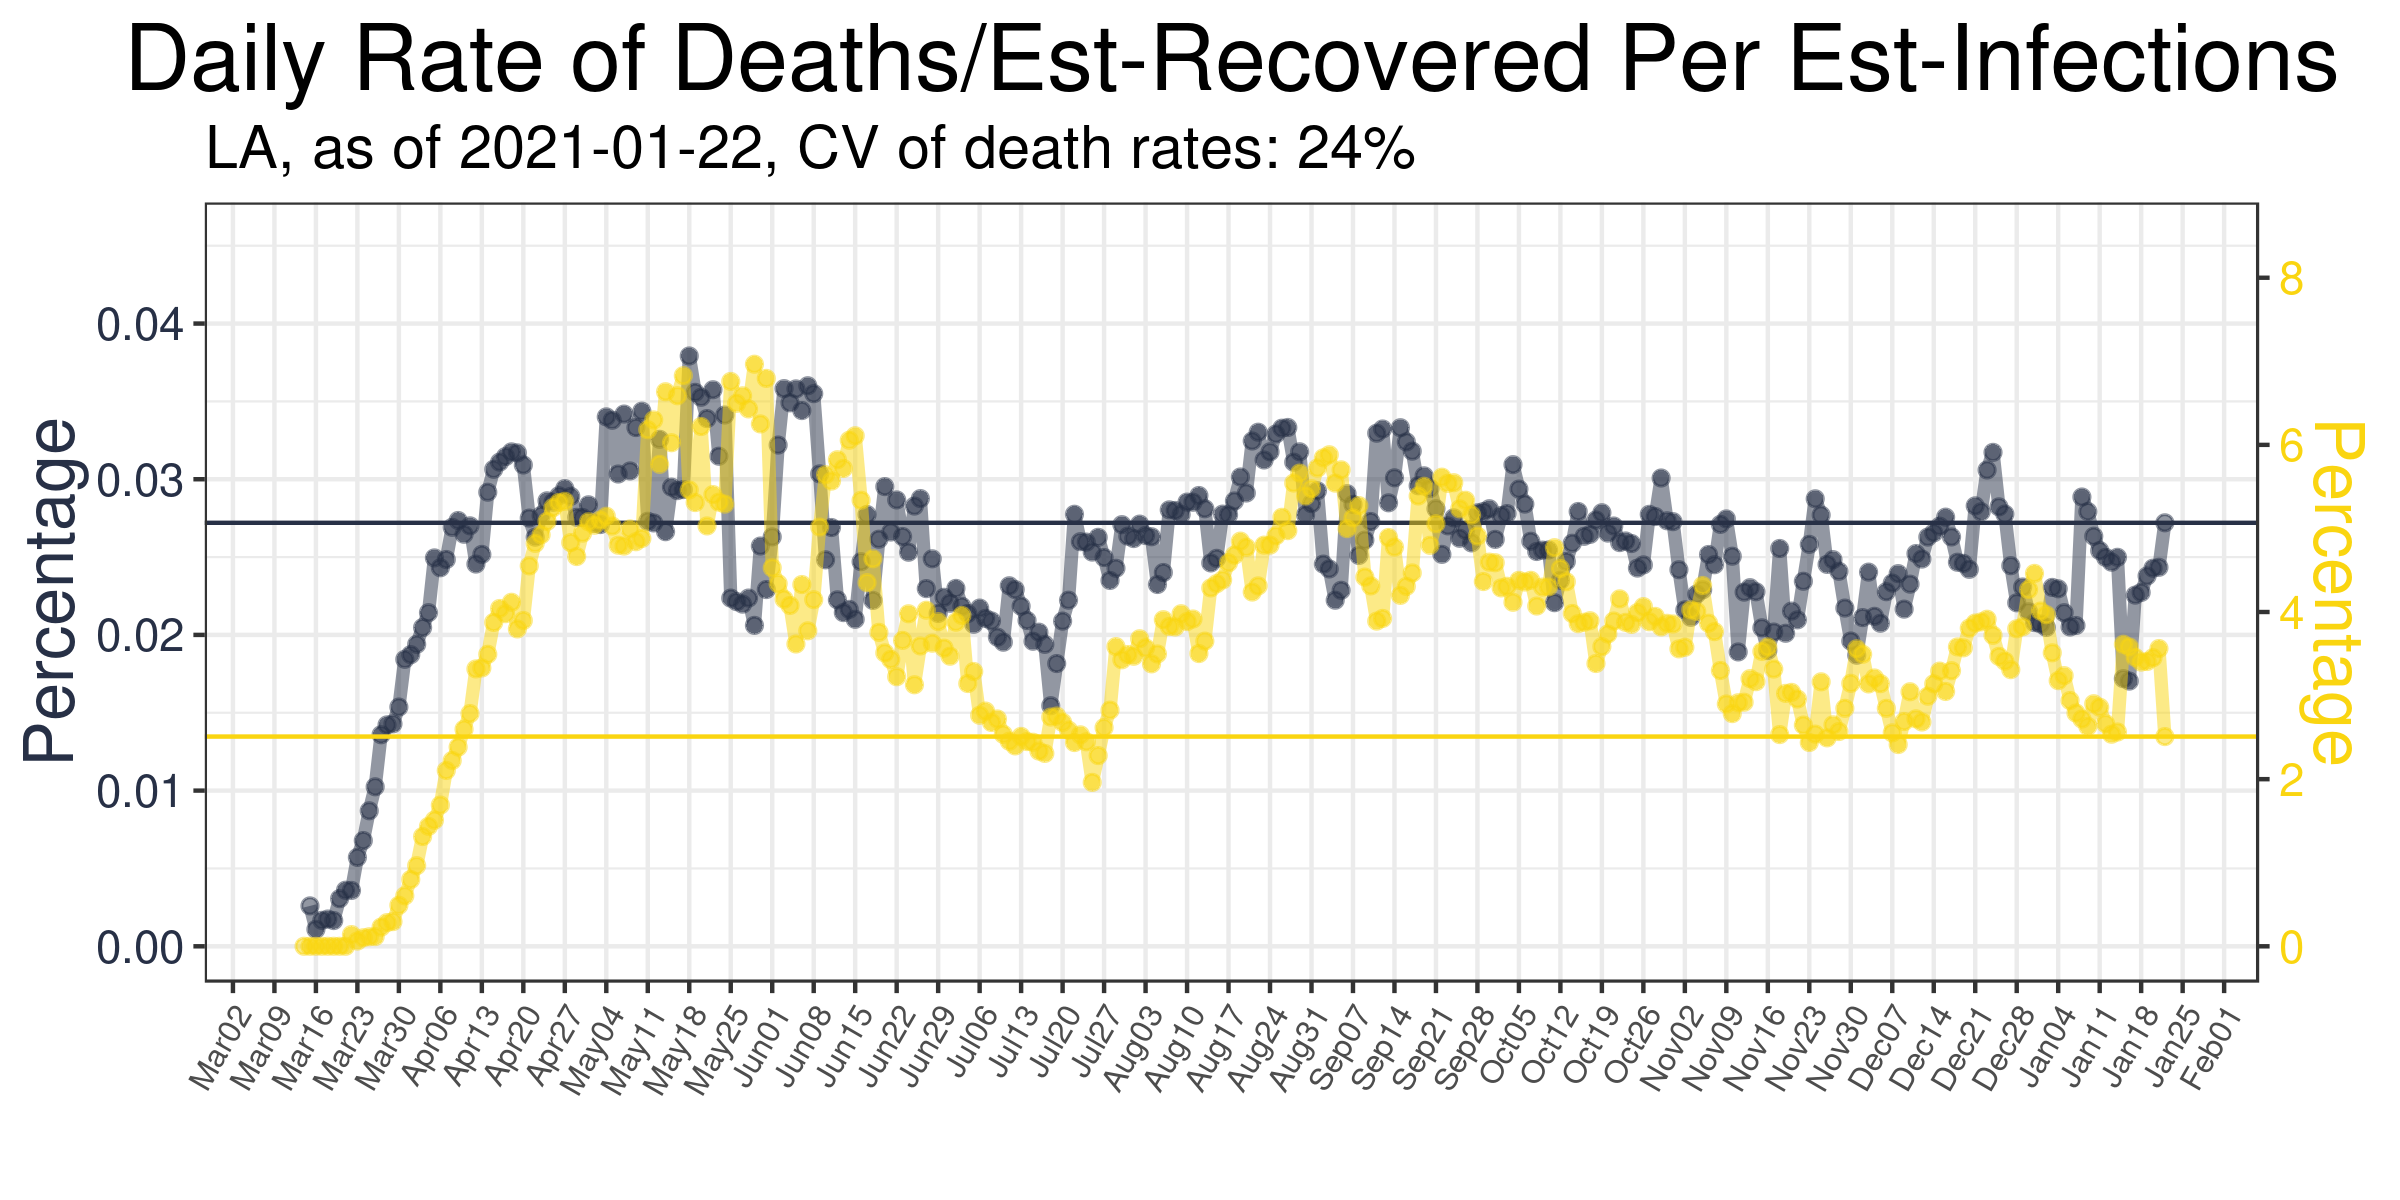 Daily Rate of Deaths/Est-Recovered Per Est-Infections
LA, as of 2021-01-22, CV of death rates: 24%
Percentage
0.04
0.03
0.02
0.01
0.00
8
6
4
2
0
Percentage
Mar02
Mar09
Mar16
Mar23
Mar30
Apr06
Apr13
Apr20
Apr27
May04
May11
May18
May25
Jun01
Jun08
Jun15
Jun22
Jun29
Jul06
Jul13
Jul20
Jul27
Aug03
Aug10
Aug17
Aug24
Aug31
Sep07
Sep14
Sep21
Sep28
Oct05
Oct12
Oct19
Oct26
Nov02
Nov09
Nov16
Nov23
Nov30
Dec07
Dec14
Dec21
Dec28
Jan04
Jan11
Jan18
Jan25
Feb01